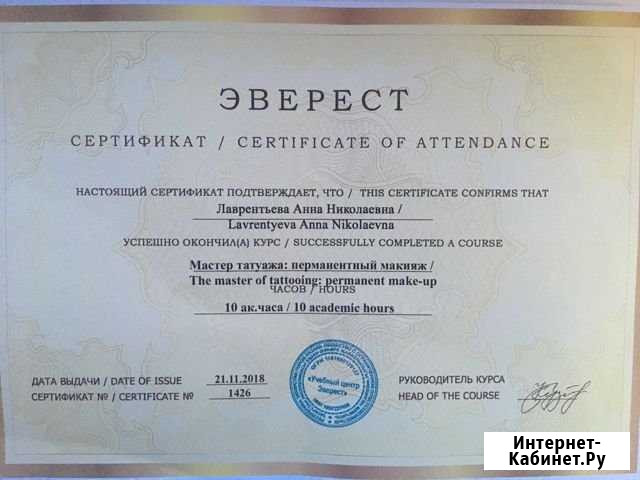 ЭВЕРЕСТ
СЕРТИФИКАТ / CERTIFICATE OF ATTENDANCE
НАСТОЯЩИЙ СЕРТИФИКАТ ПОДТВЕРЖДАЕТ, ЧТО / THIS CERTIFICATE CONFIRMS THAT
Лаврентьева Анна Николаевна /
Lavrentyeva Anna Nikolaevna
УСПЕШНО ОКОНЧИЛ(А) КУРС / SUCCESSFULLY COMPLETED A COURSE
Мастер татуажа: перманентный макияж /
The master of tattooing: permanent make-up
ЧАСОВ / HOURS
10 ак.часа / 10 academic hours
ДАТА ВЫДАЧИ / DATE OF ISSUE 21.11.2018
СЕРТИФИКАТ № / CERTIFICATE № 1426
«Учебный центр
Эверест»
РУКОВОДИТЕЛЬ КУРСА
HEAD OF THE COURSE
Интернет-
Кабинет.Ру